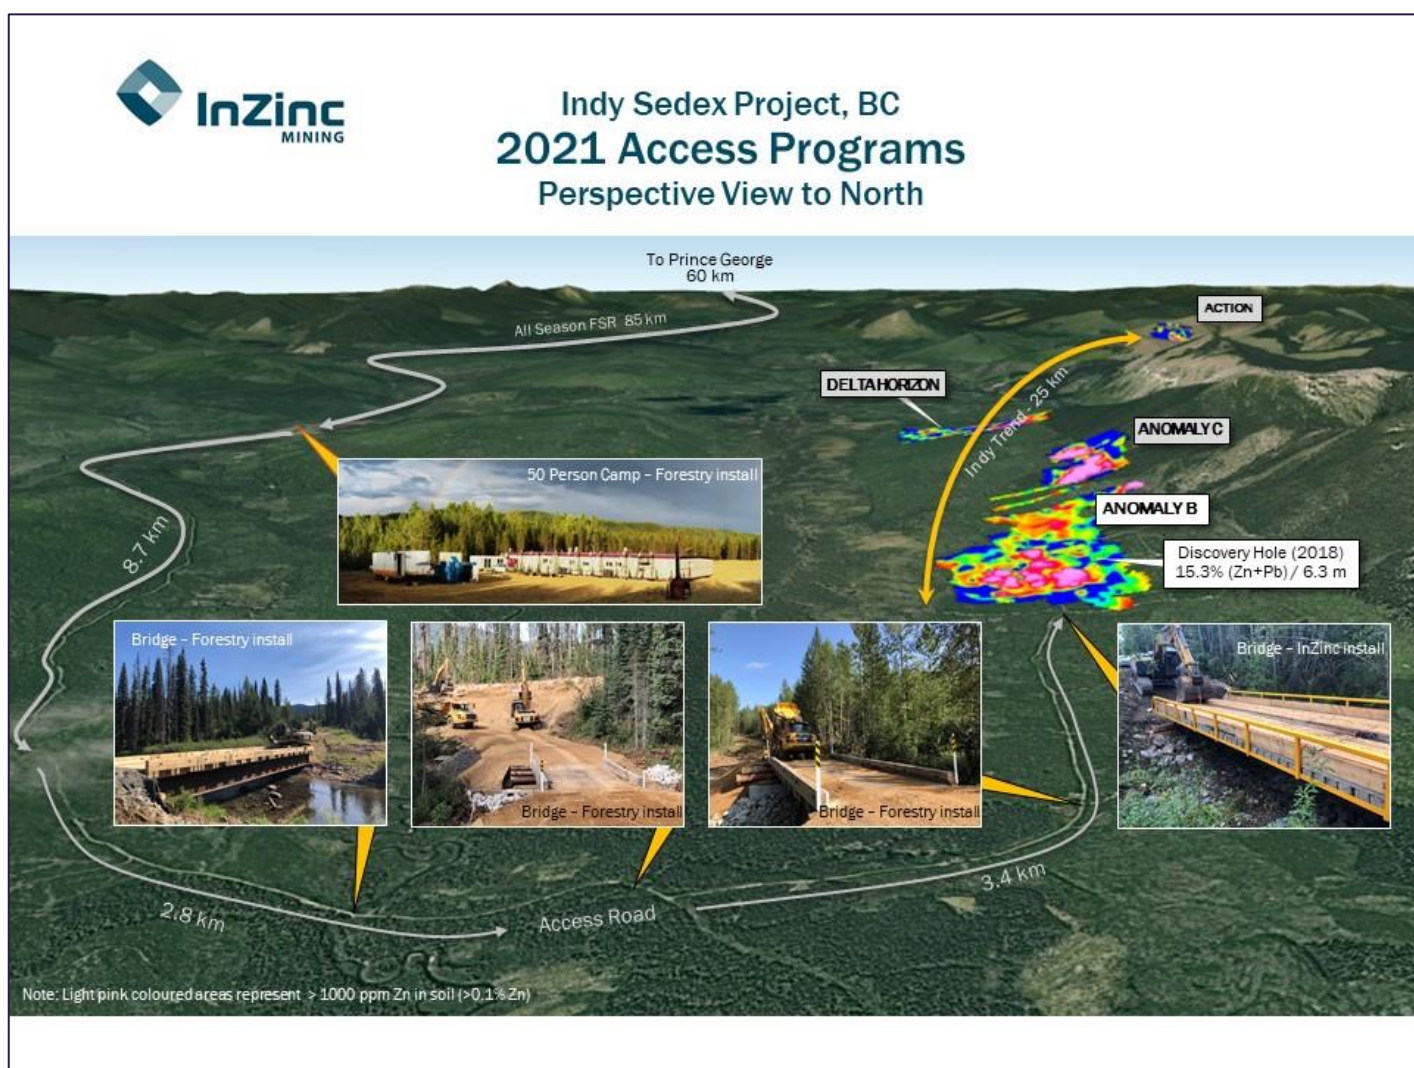 InZinc
MINING
Indy Sedex Project, BC
2021 Access Programs
Perspective View to North
To Prince George
60 km
All Season FSR 85 km
ACTION
DELTA HORIZON
Indy Trend - 25 km
ANOMALY C
ANOMALY B
Discovery Hole (2018)
15.3% (Zn+Pb) / 6.3 m
50 Person Camp – Forestry install
8.7 km
Bridge – Forestry install
Bridge – Forestry install
Bridge – Forestry install
Bridge – InZinc install
2.8 km
Access Road
3.4 km
Note: Light pink coloured areas represent > 1000 ppm Zn in soil (>0.1% Zn)